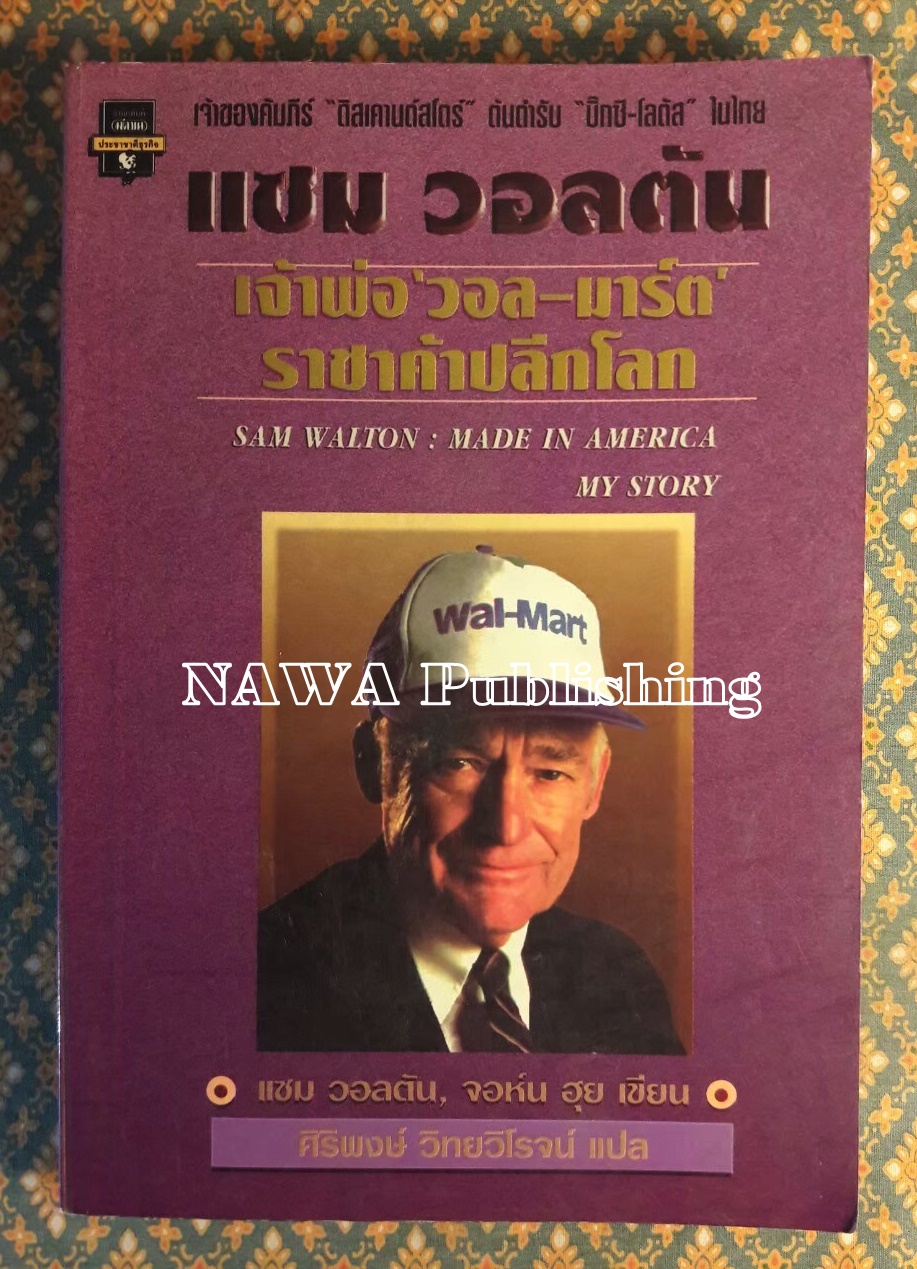 เจ้าของคัมภีร์ "ดิสเคานต์สโตร์" ต้นตำรับ "บิ๊กซี-โลตัส" ในไทย
มติชน
ประชาชาติธุรกิจ
แซม วอลตัน
เจ้าพ่อ'วอล-มาร์ต'
ราชาค้าปลีกโลก
SAM WALTON : MADE IN AMERICA
MY STORY
Wal-Mart
NAWA Publishing
แซม วอลตัน, จอห์น ฮุย เขียน
ศิริพงษ์ วิทยวิโรจน์ แปล